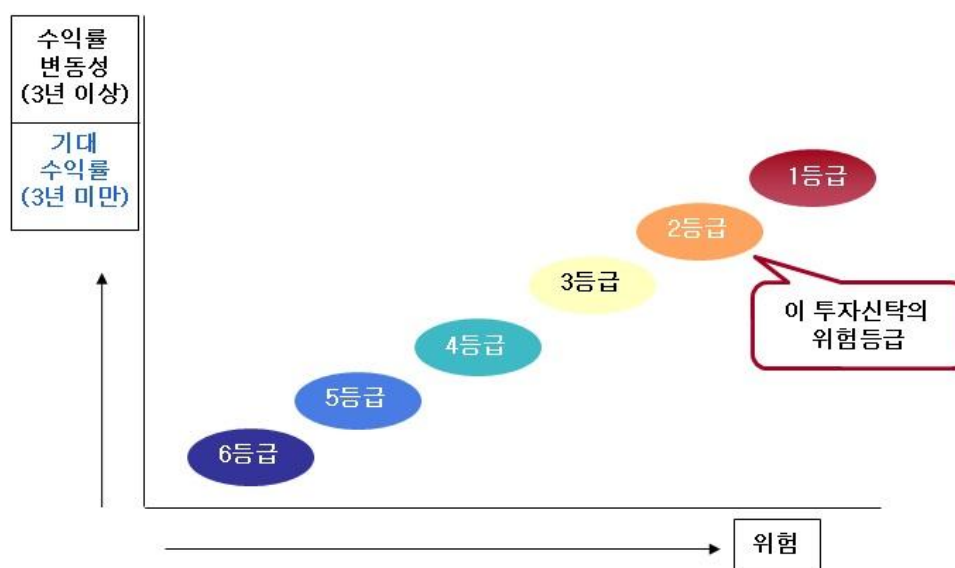 수익률
변동성
(3년 이상)
기대
수익률
(3년 미만)
1등급
2등급
3등급
이 투자신탁의
위험등급
4등급
5등급
6등급
위험